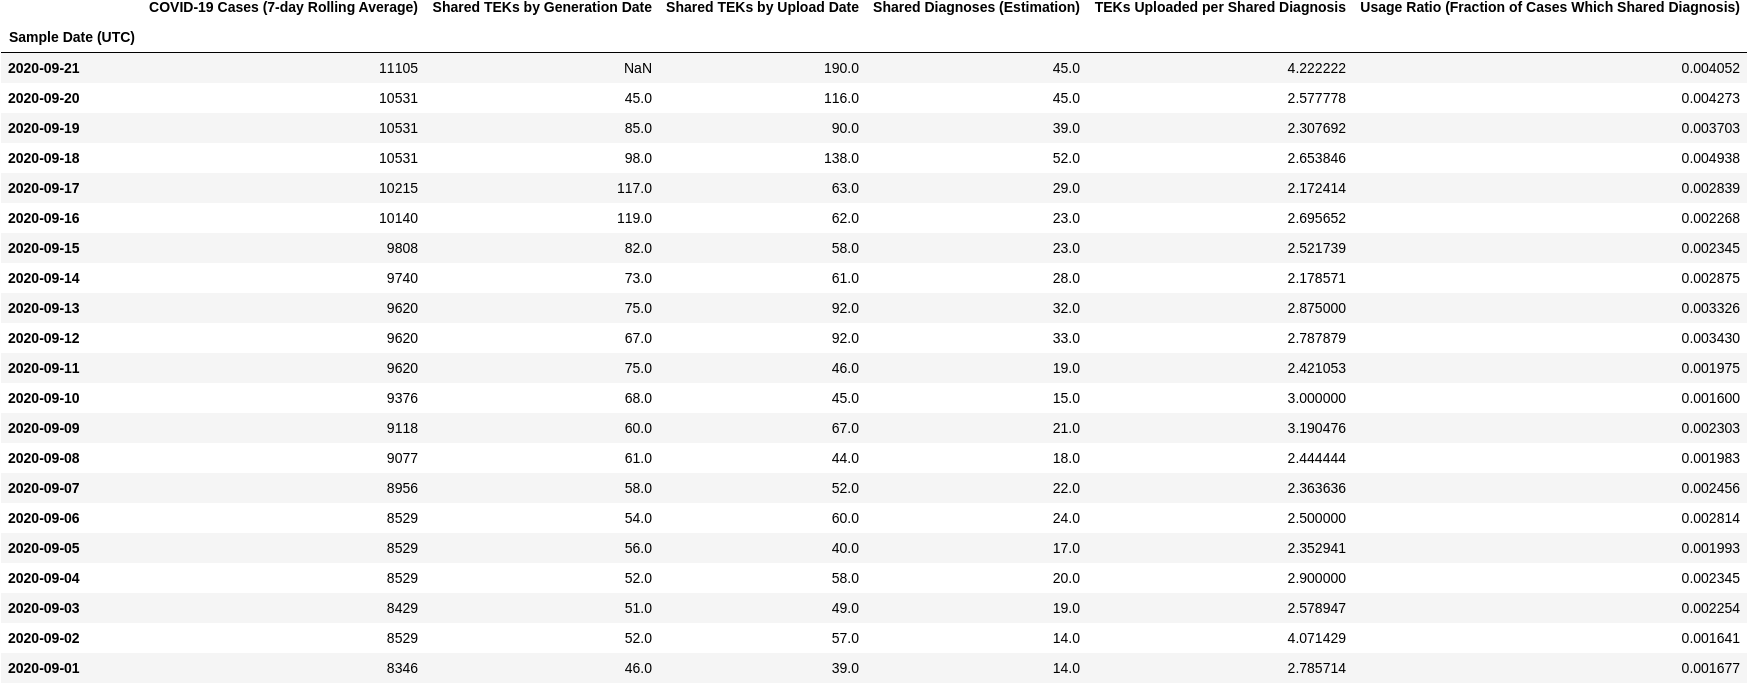 COVID-19 Cases (7-day Rolling Average) Shared TEKs by Generation Date Shared TEKs by Upload Date Shared Diagnoses (Estimation) TEKs Uploaded per Shared Diagnosis Usage Ratio (Fraction of Cases Which Shared Diagnosis)
Sample Date (UTC)
2020-09-21 11105 NaN 190.0 45.0 4.222222 0.004052
2020-09-20 10531 45.0 116.0 45.0 2.577778 0.004273
2020-09-19 10531 85.0 90.0 39.0 2.307692 0.003703
2020-09-18 10531 98.0 138.0 52.0 2.653846 0.004938
2020-09-17 10215 117.0 63.0 29.0 2.172414 0.002839
2020-09-16 10140 119.0 62.0 23.0 2.695652 0.002268
2020-09-15 9808 82.0 58.0 23.0 2.521739 0.002345
2020-09-14 9740 73.0 61.0 28.0 2.178571 0.002875
2020-09-13 9620 75.0 92.0 32.0 2.875000 0.003326
2020-09-12 9620 67.0 92.0 33.0 2.787879 0.003430
2020-09-11 9620 75.0 46.0 19.0 2.421053 0.001975
2020-09-10 9376 68.0 45.0 15.0 3.000000 0.001600
2020-09-09 9118 60.0 67.0 21.0 3.190476 0.002303
2020-09-08 9077 61.0 44.0 18.0 2.444444 0.001983
2020-09-07 8956 58.0 52.0 22.0 2.363636 0.002456
2020-09-06 8529 54.0 60.0 24.0 2.500000 0.002814
2020-09-05 8529 56.0 40.0 17.0 2.352941 0.001993
2020-09-04 8529 52.0 58.0 20.0 2.900000 0.002345
2020-09-03 8429 51.0 49.0 19.0 2.578947 0.002254
2020-09-02 8529 52.0 57.0 14.0 4.071429 0.001641
2020-09-01 8346 46.0 39.0 14.0 2.785714 0.001677